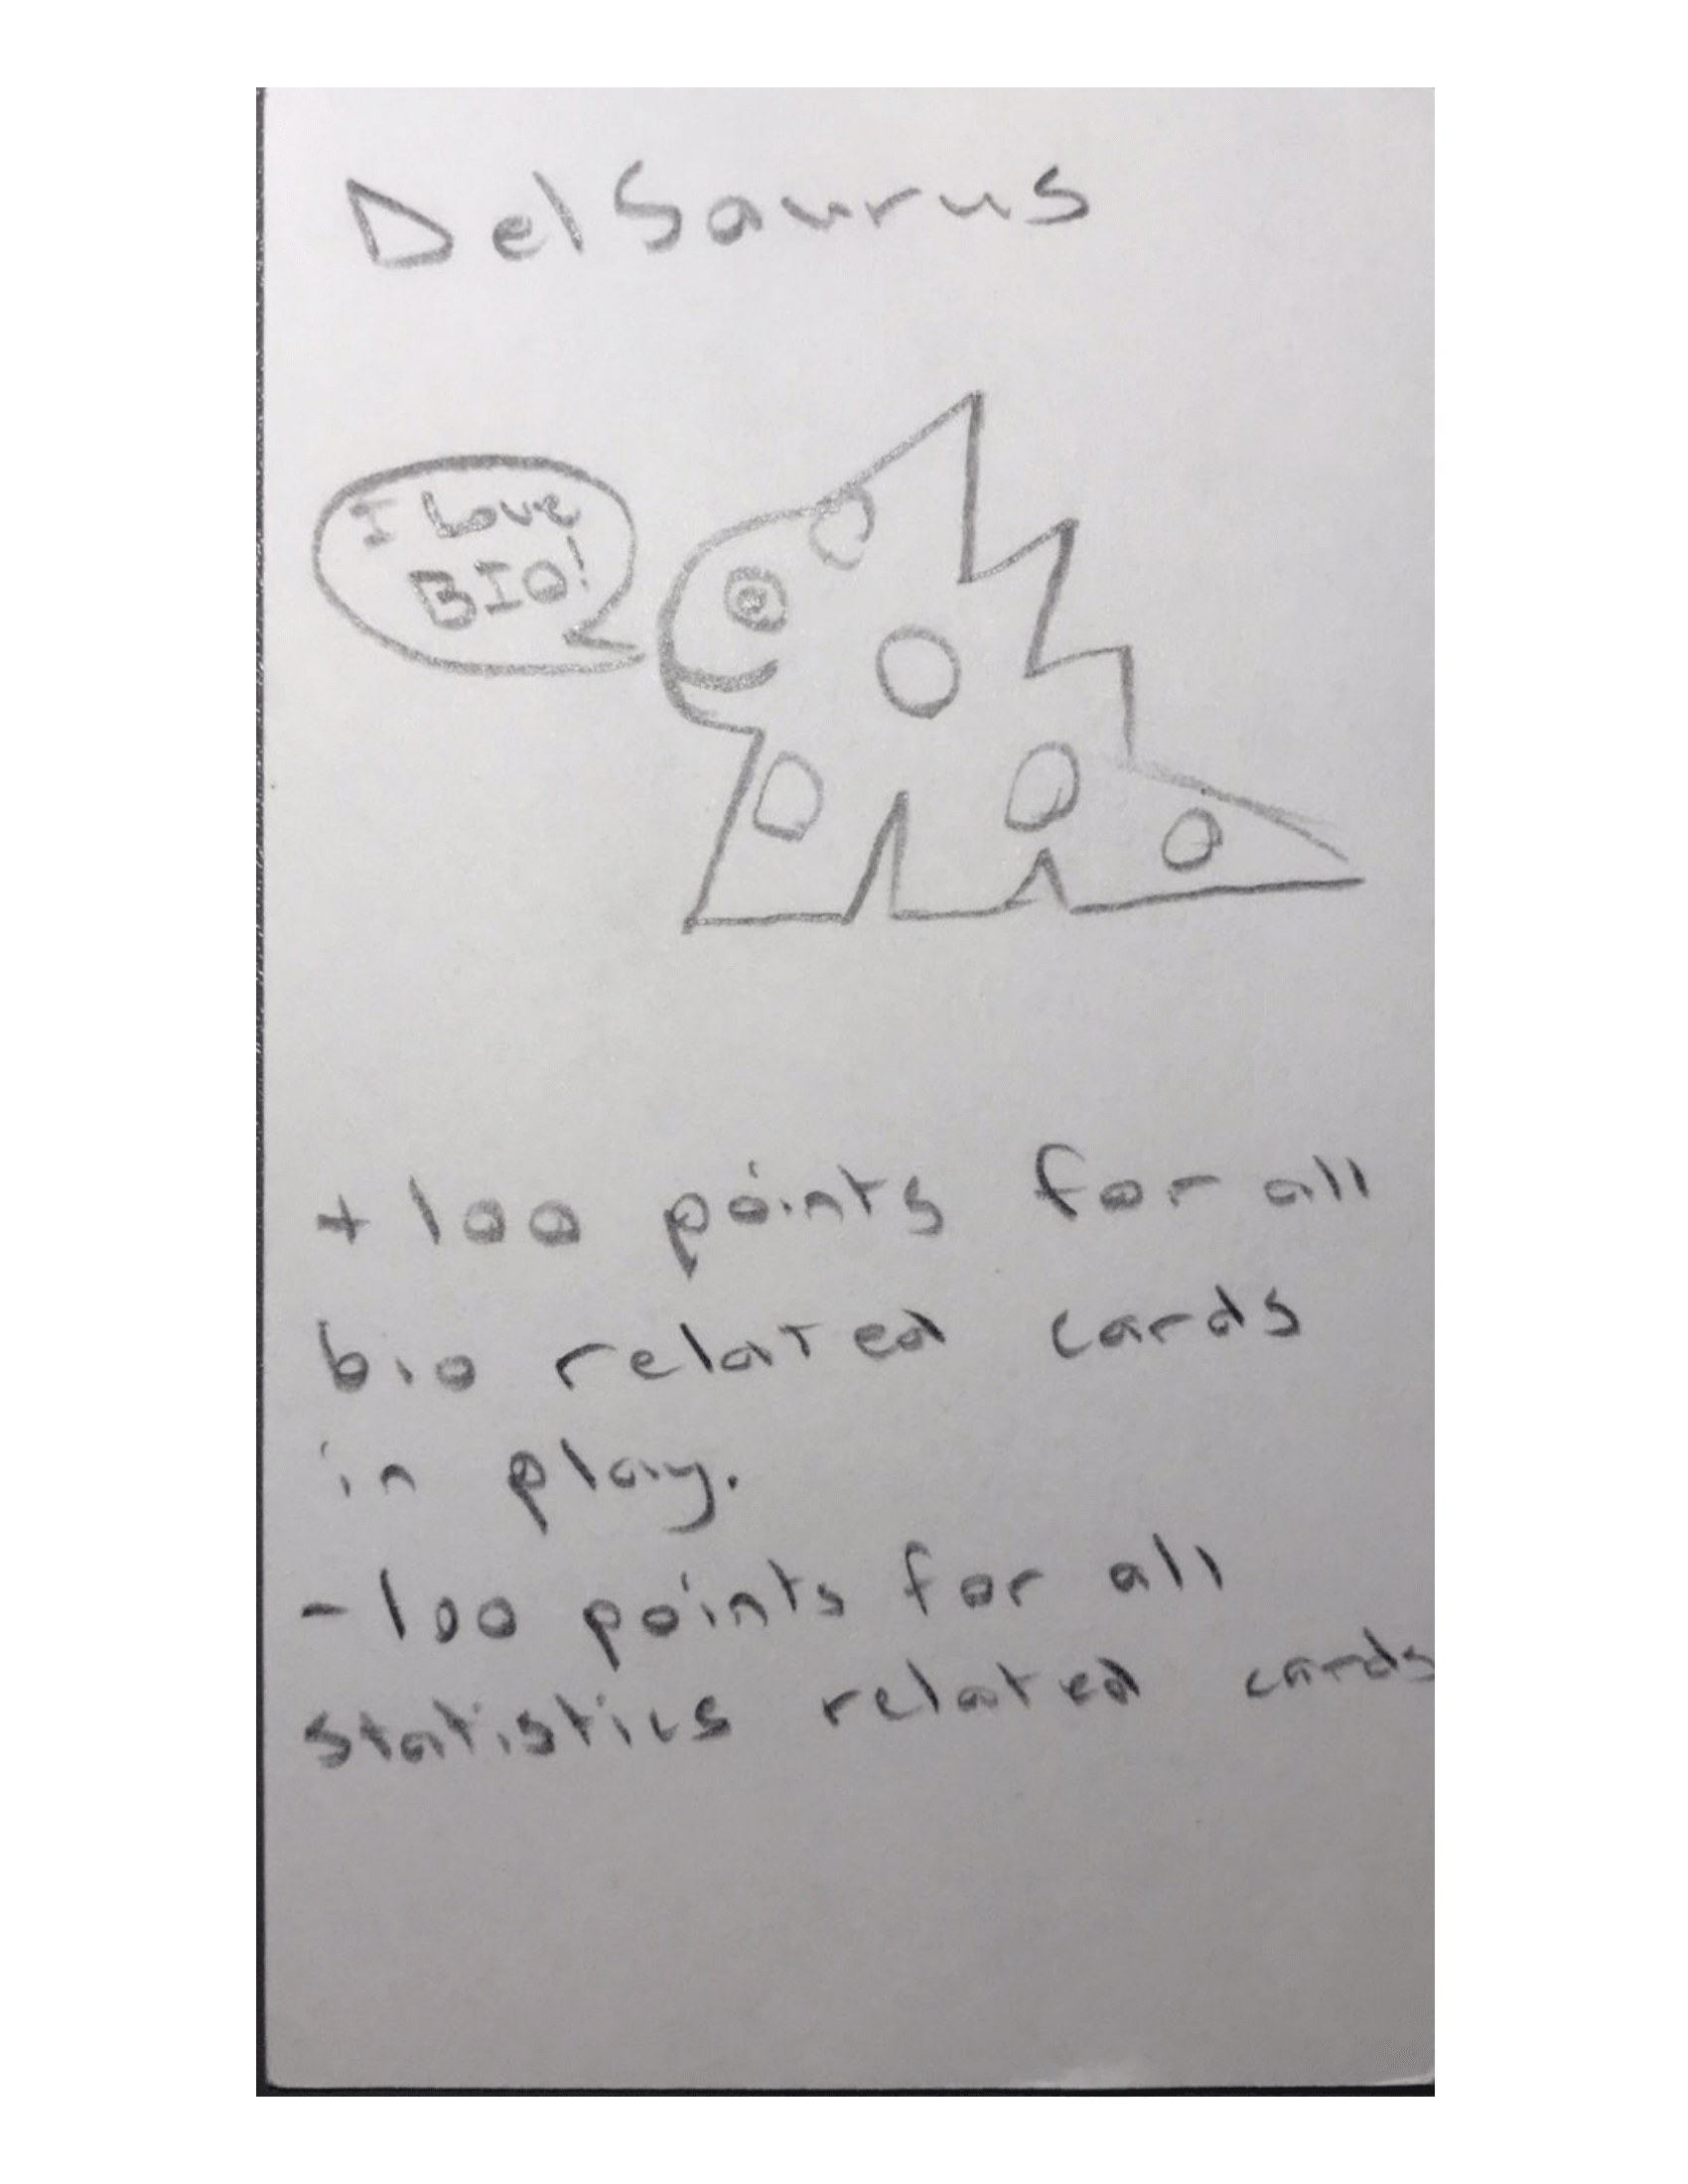 DelSaurus
I Love
BIO!
+100 points for all
bio related cards
in play.
-100 points for all
statistics related cards